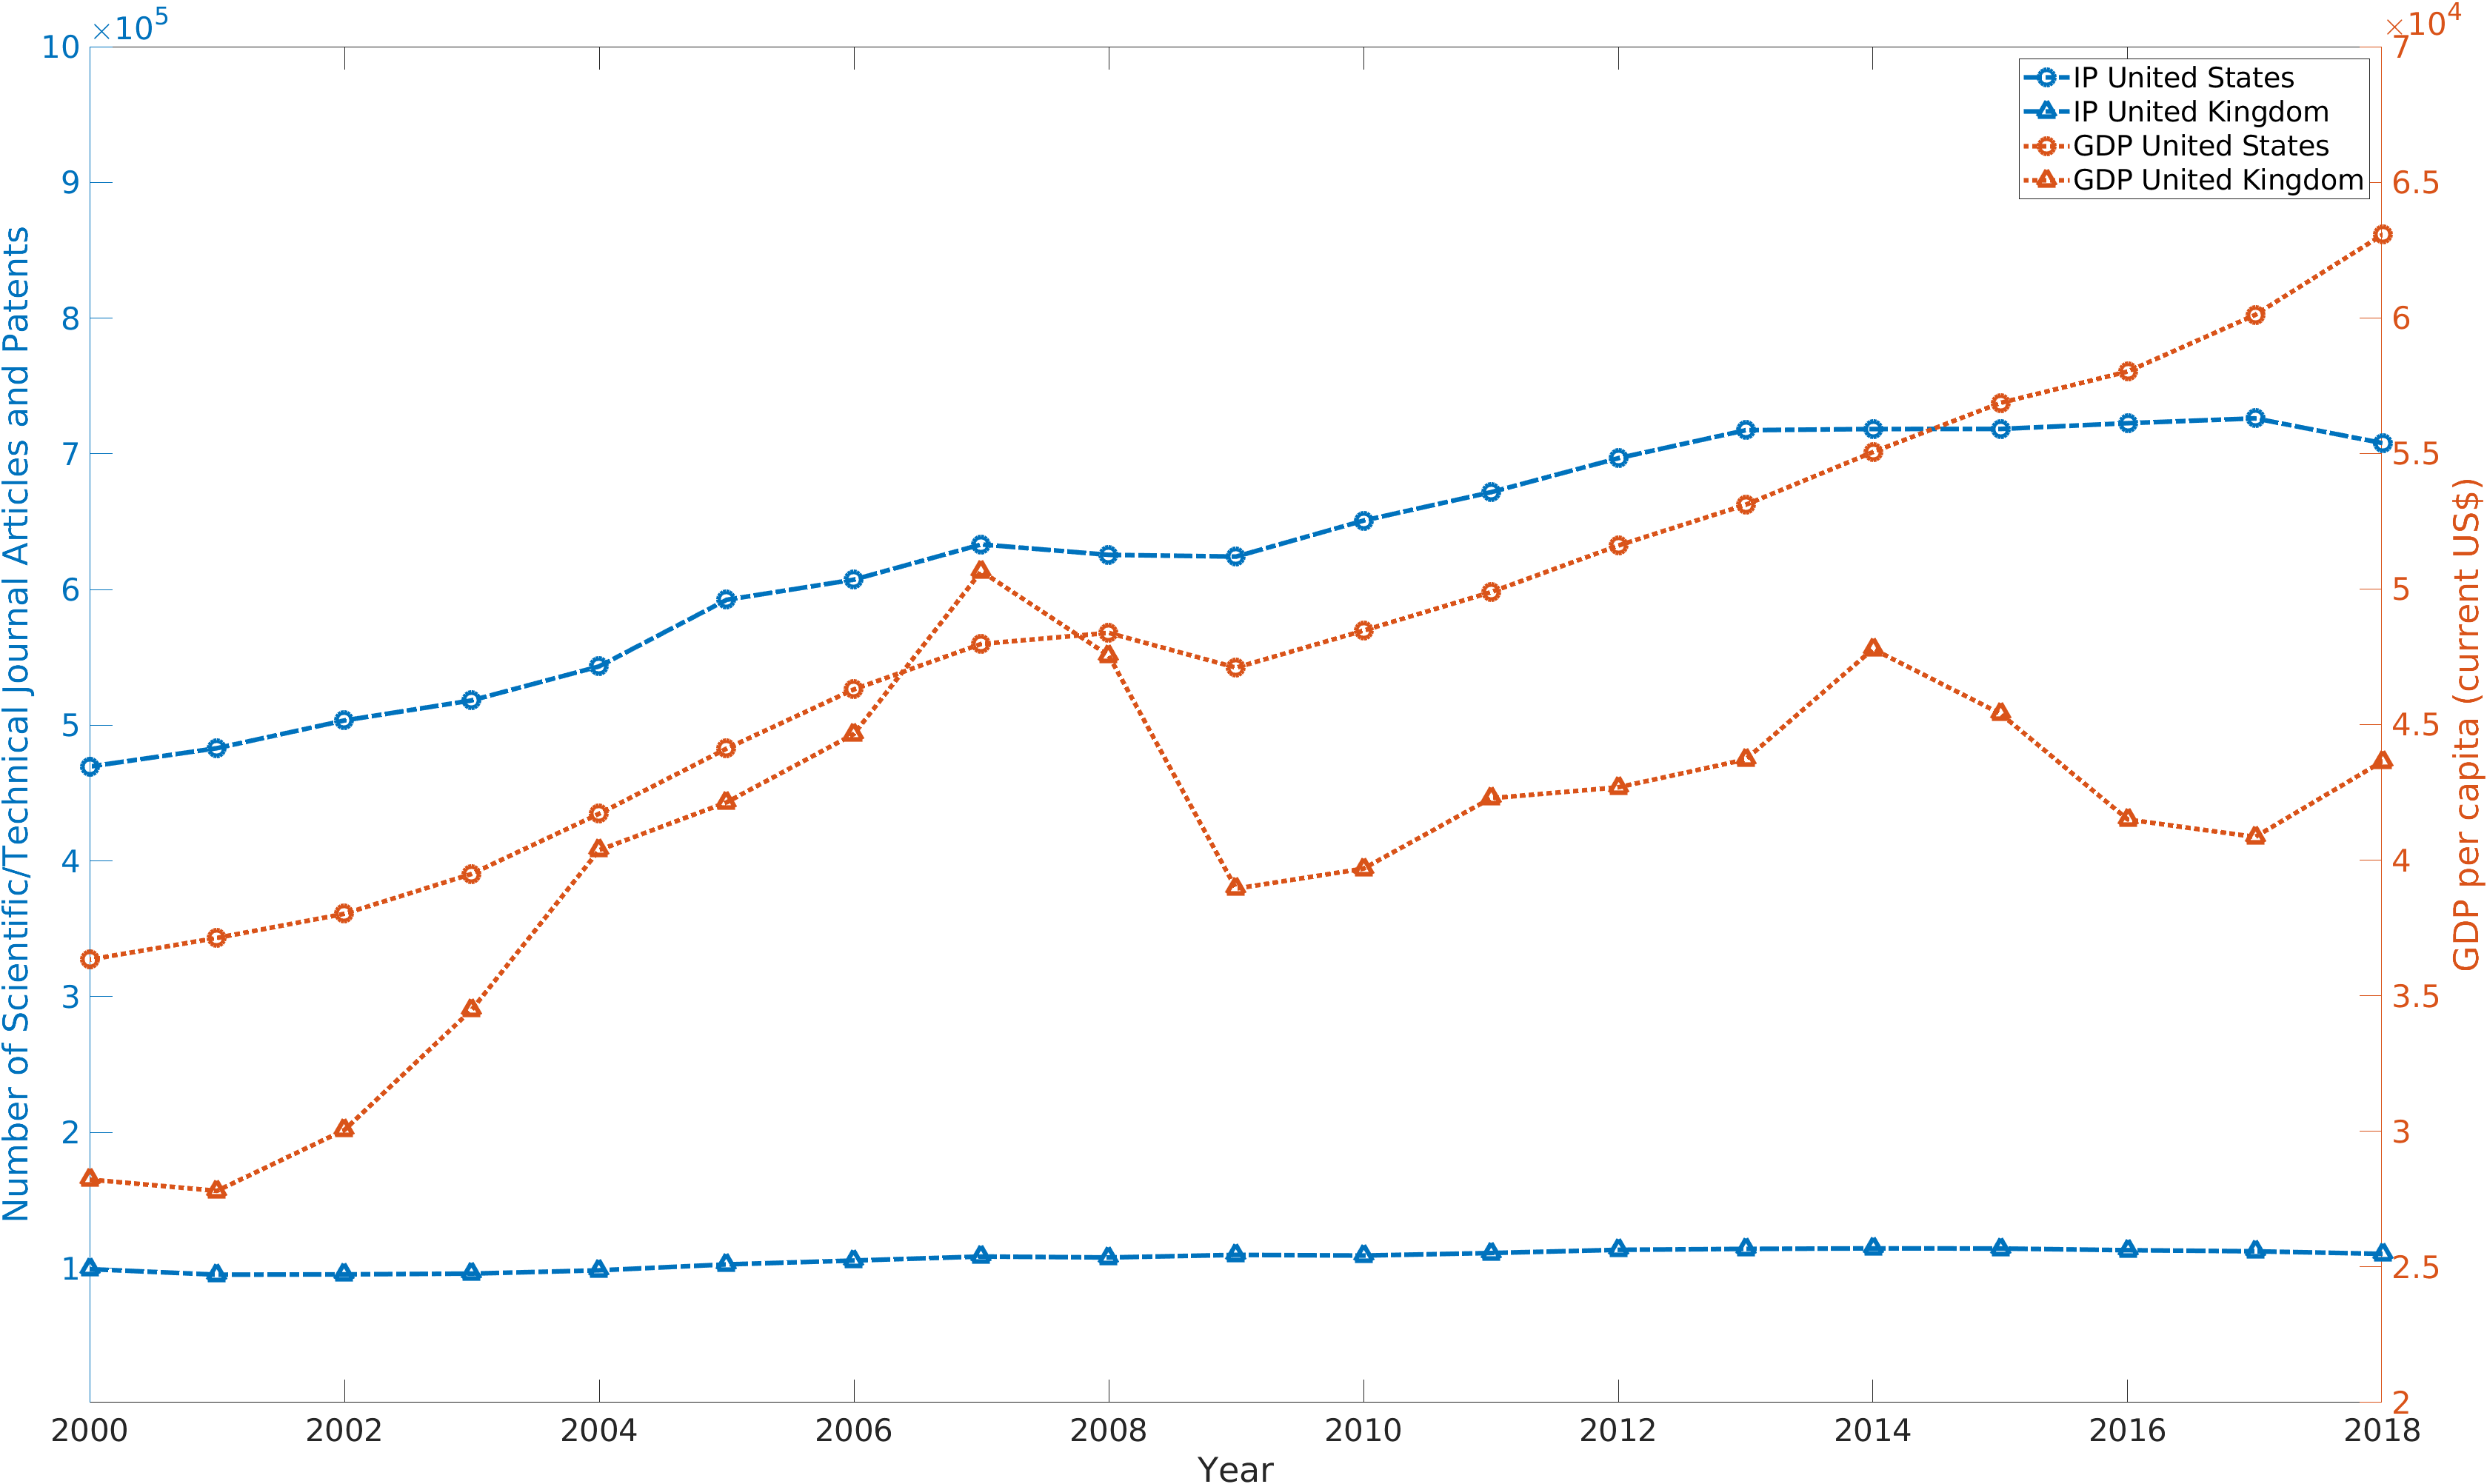 ×10^5
×10^4
10
9
8
7
6
5
4
3
2
1
Number of Scientific/Technical Journal Articles and Patents
IP United States
IP United Kingdom
GDP United States
GDP United Kingdom
7
6.5
6
5.5
5
4.5
4
3.5
3
2.5
2
GDP per capita (current US$)
2000 2002 2004 2006 2008 2010 2012 2014 2016 2018
Year